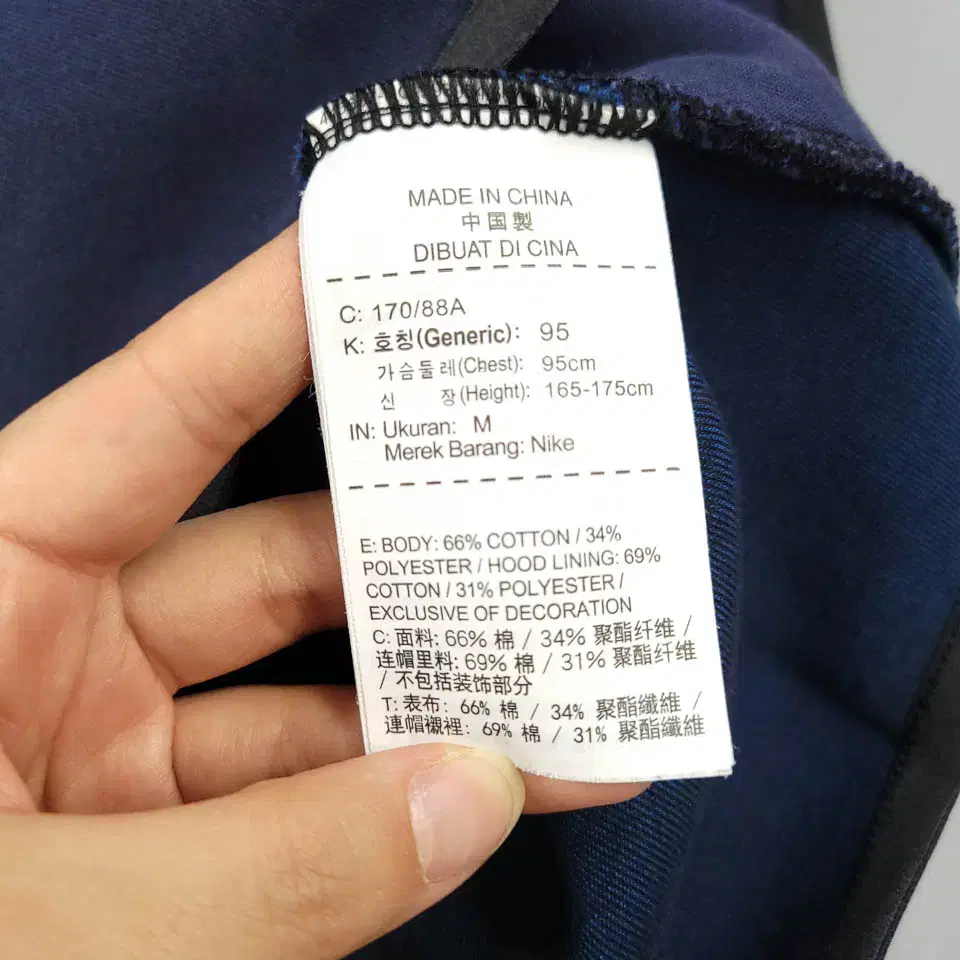 MADE IN CHINA
中国製
DIBUAT DI CINA
C: 170/88A
K: 호칭(Generic): 95
가슴둘레(Chest): 95cm
신 장(Height): 165-175cm
IN: Ukuran: M
Merek Barang: Nike
E: BODY: 66% COTTON / 34%
POLYESTER / HOOD LINING: 69%
COTTON / 31% POLYESTER /
EXCLUSIVE OF DECORATION
C: 面料: 66% 棉 / 34% 聚酯纤维 /
连帽里料: 69% 棉 / 31% 聚酯纤维
/ 不包括装饰部分
T: 表布: 66% 棉 / 34% 聚酯纖維 /
連帽襯裡: 69% 棉 / 31% 聚酯纖維